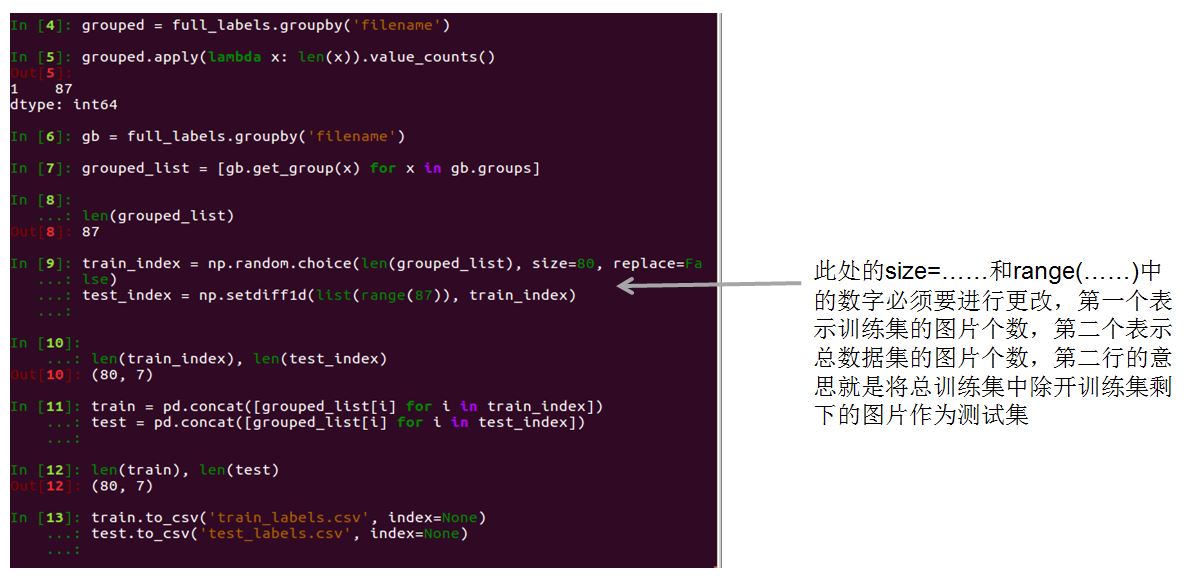 In [4]: grouped = full_labels.groupby('filename')
In [5]: grouped.apply(lambda x: len(x)).value_counts()
Out[5]:
1    87
dtype: int64
In [6]: gb = full_labels.groupby('filename')
In [7]: grouped_list = [gb.get_group(x) for x in gb.groups]
In [8]:
...: len(grouped_list)
Out[8]: 87
In [9]: train_index = np.random.choice(len(grouped_list), size=80, replace=Fa
...: lse)
...: test_index = np.setdiff1d(list(range(87)), train_index)
...:
In [10]:
...: len(train_index), len(test_index)
Out[10]: (80, 7)
In [11]: train = pd.concat([grouped_list[i] for i in train_index])
...: test = pd.concat([grouped_list[i] for i in test_index])
...:
In [12]: len(train), len(test)
Out[12]: (80, 7)
In [13]: train.to_csv('train_labels.csv', index=None)
...: test.to_csv('test_labels.csv', index=None)
...:
此处的size=……和range(……)中
的数字必须要进行更改，第一个表
示训练集的图片个数，第二个表示
总数据集的图片个数，第二行的意
思就是将总训练集中除开训练集剩
下的图片作为测试集